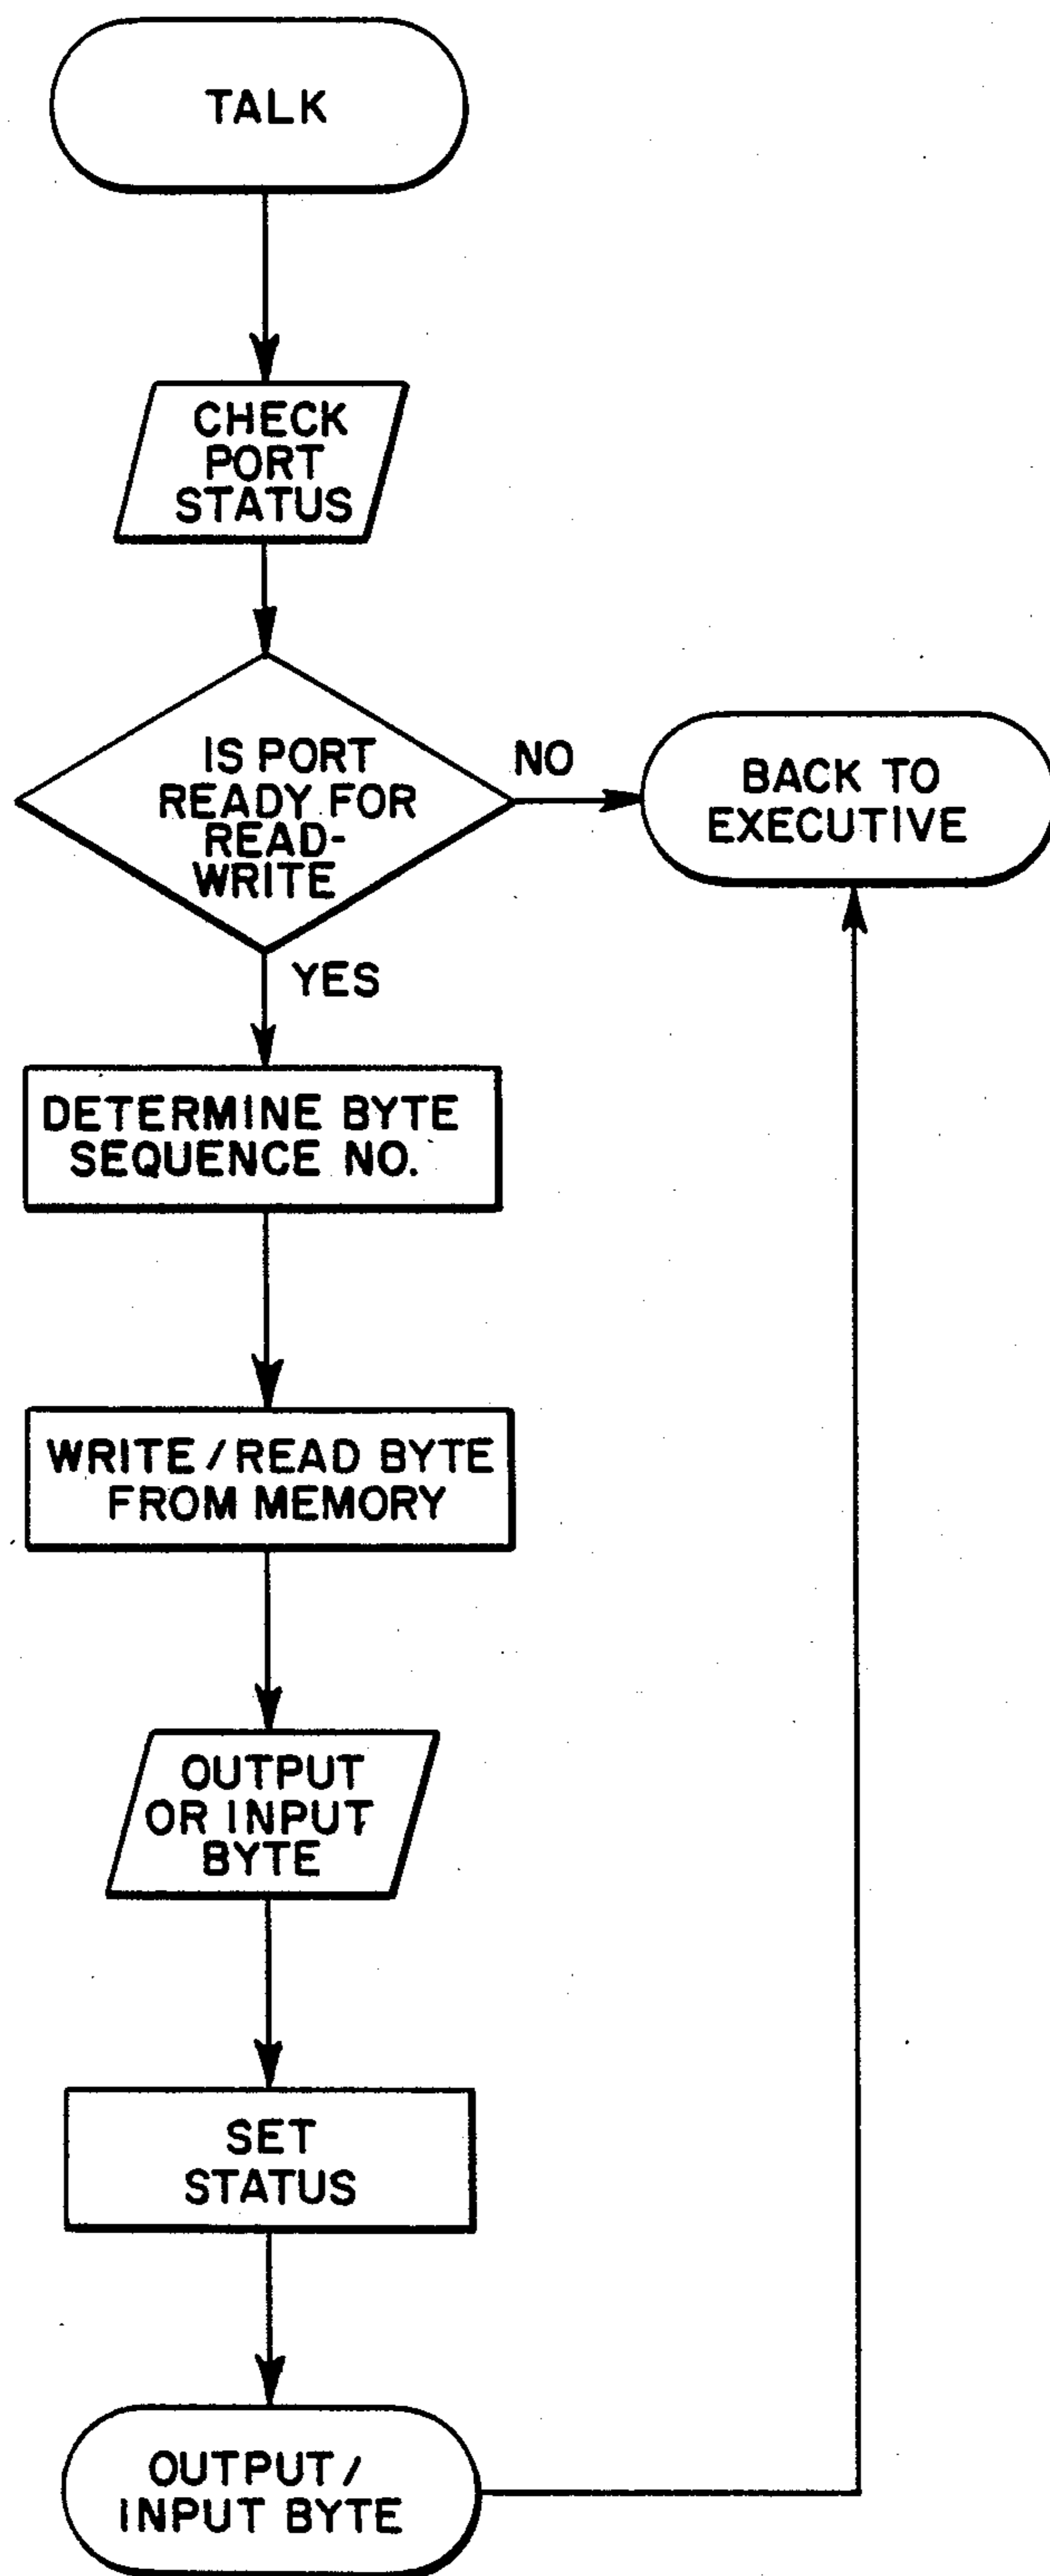 TALK
CHECK
PORT
STATUS
IS PORT
READY FOR
READ-
WRITE
NO
BACK TO
EXECUTIVE
YES
DETERMINE BYTE
SEQUENCE NO.
WRITE / READ BYTE
FROM MEMORY
OUTPUT
OR INPUT
BYTE
SET
STATUS
OUTPUT /
INPUT BYTE